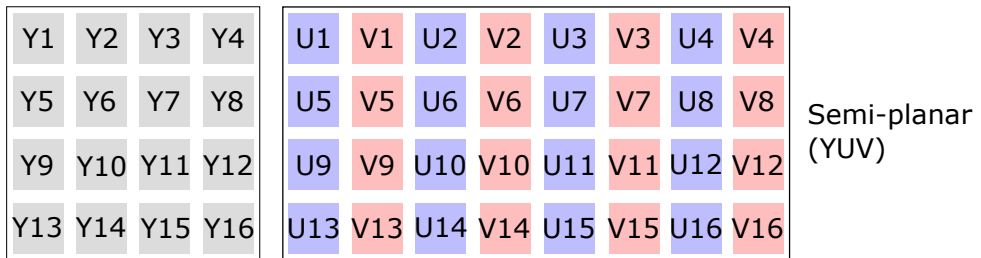 Y1 Y2 Y3 Y4 U1 V1 U2 V2 U3 V3 U4 V4
Y5 Y6 Y7 Y8 U5 V5 U6 V6 U7 V7 U8 V8
Y9 Y10 Y11 Y12 U9 V9 U10 V10 U11 V11 U12 V12
Y13 Y14 Y15 Y16 U13 V13 U14 V14 U15 V15 U16 V16
Semi-planar
(YUV)